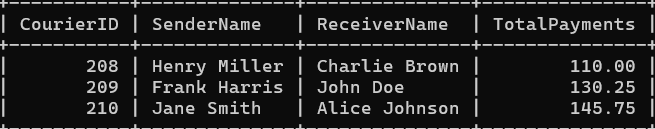 | CourierID | SenderName | ReceiverName | TotalPayments |
| 208 | Henry Miller | Charlie Brown | 110.00 |
| 209 | Frank Harris | John Doe | 130.25 |
| 210 | Jane Smith | Alice Johnson | 145.75 |